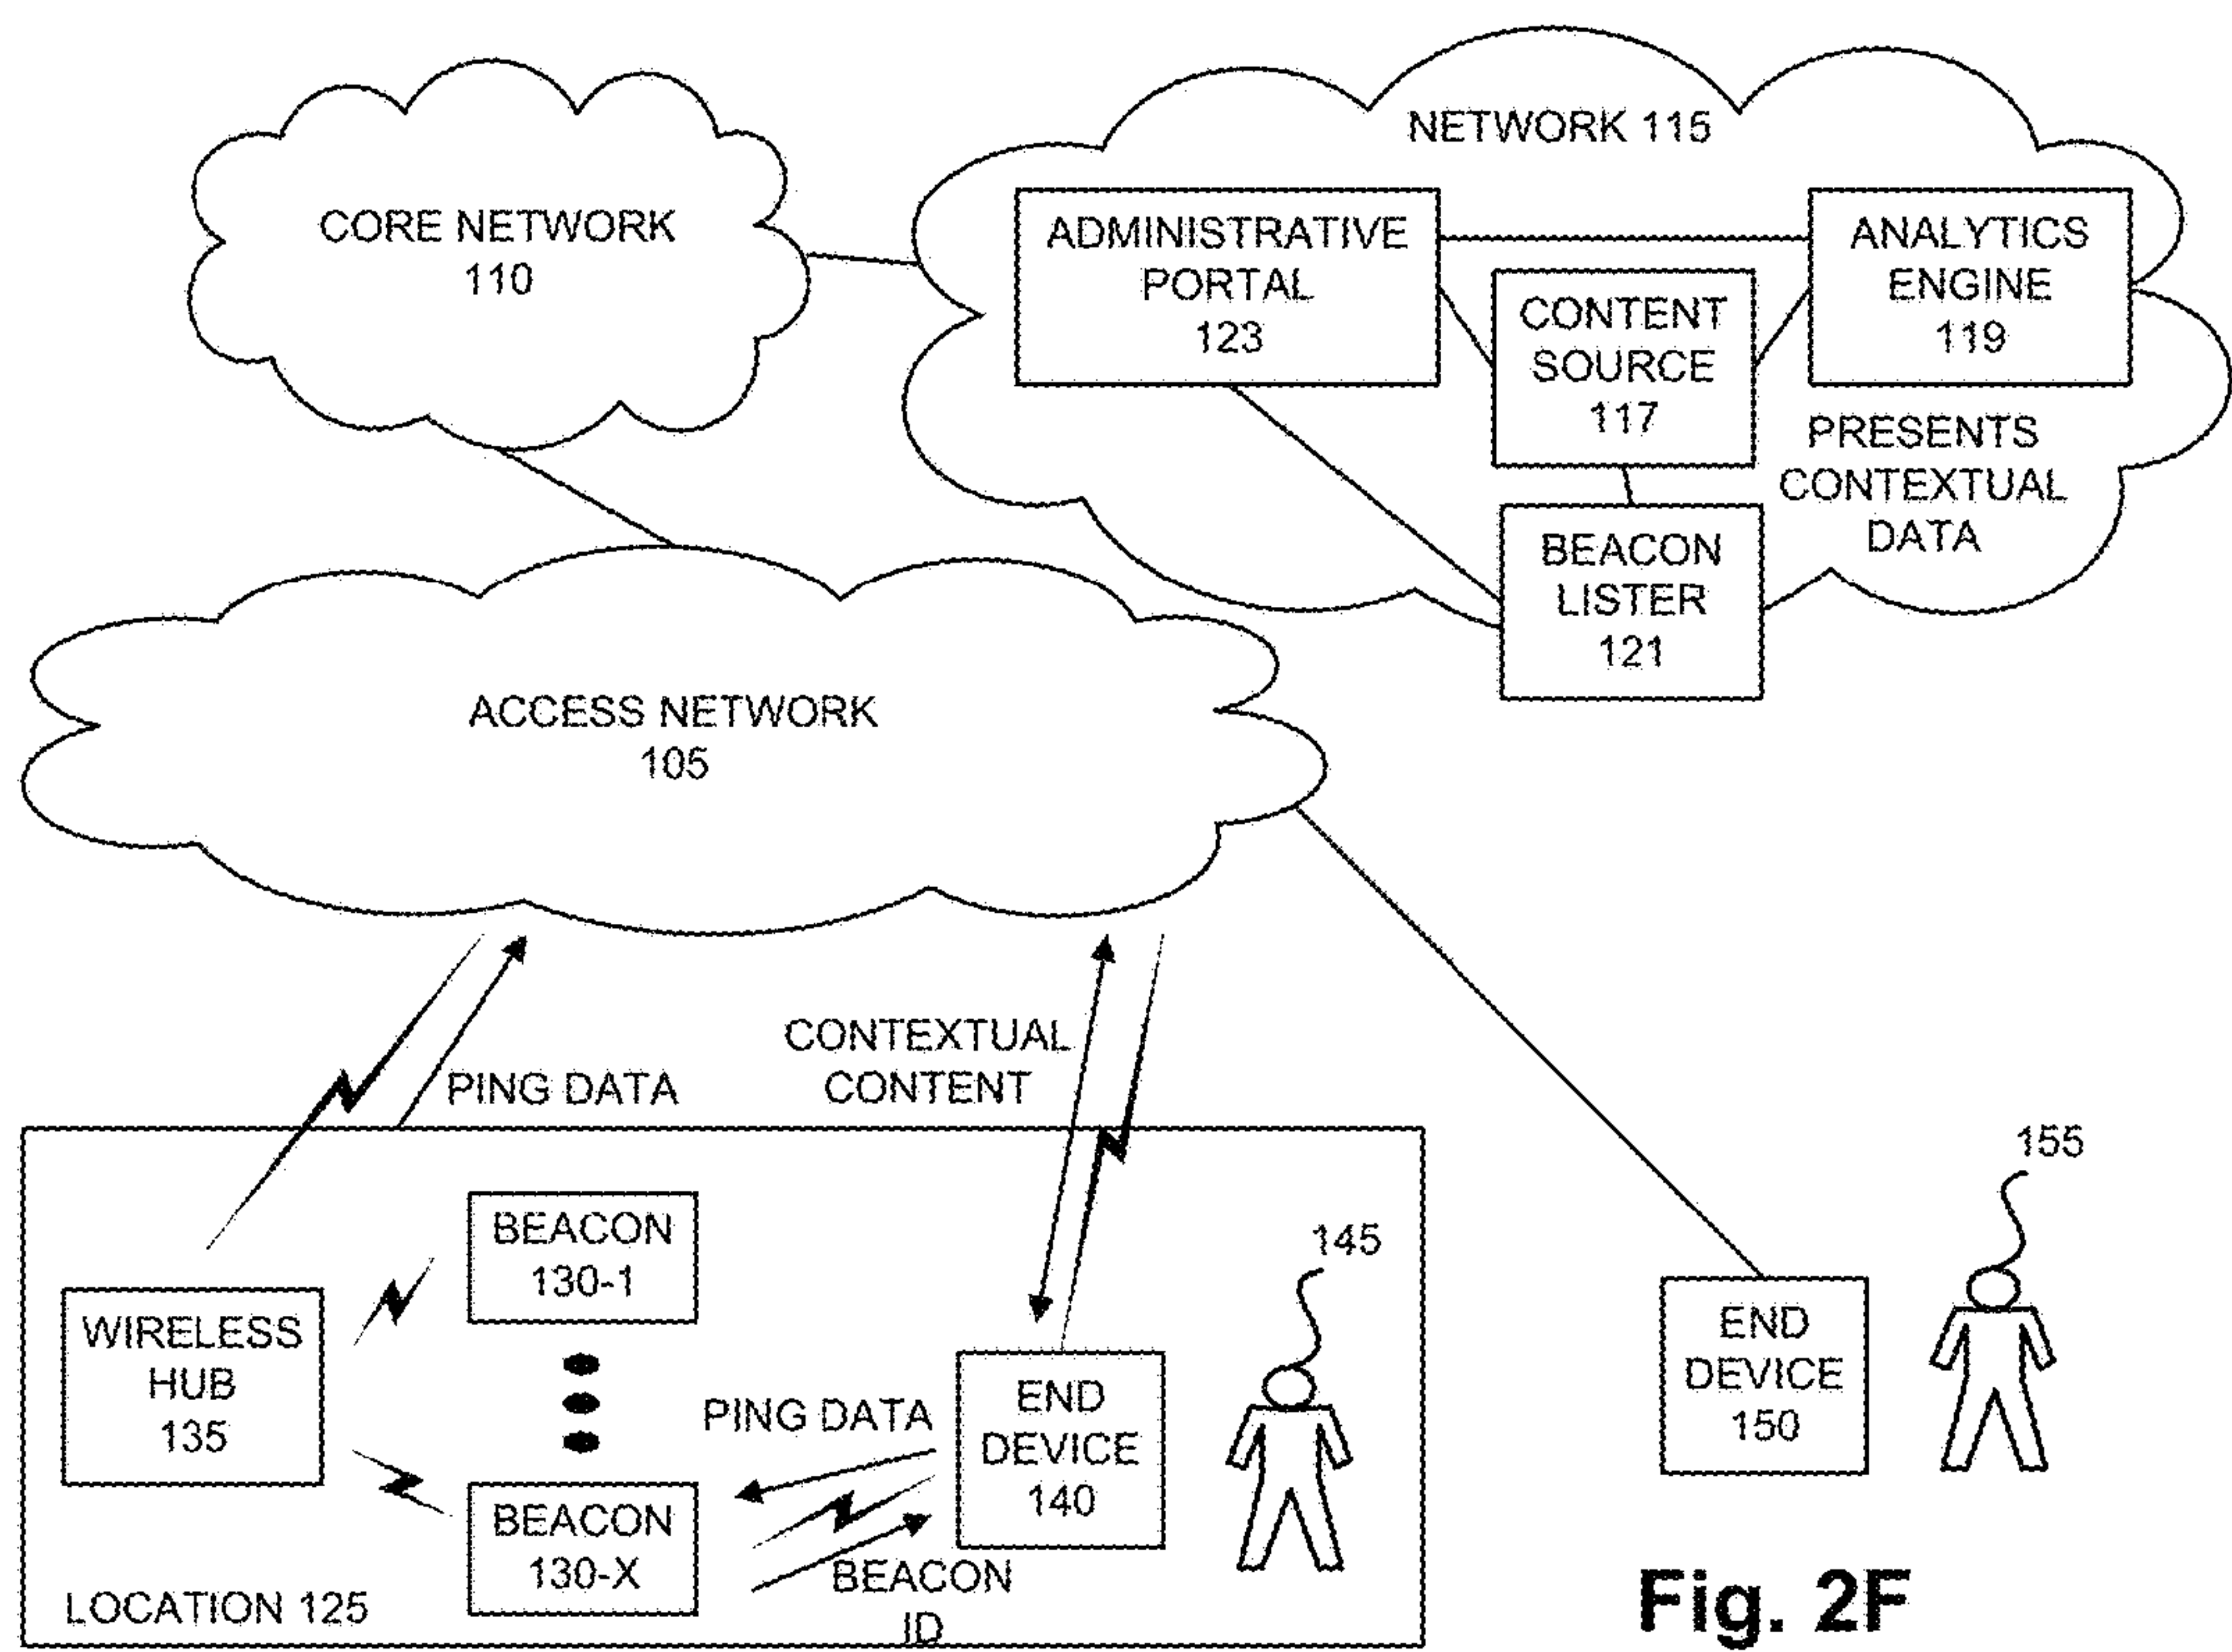 NETWORK 115
CORE NETWORK
110
ADMINISTRATIVE
PORTAL
123
CONTENT
SOURCE
117
ANALYTICS
ENGINE
119
PRESENTS
CONTEXTUAL
DATA
BEACON
LISTER
121
ACCESS NETWORK
105
PING DATA
CONTEXTUAL
CONTENT
WIRELESS
HUB
135
BEACON
130-1
BEACON
130-X
PING DATA
BEACON
ID
END
DEVICE
140
145
LOCATION 125
END
DEVICE
150
155
Fig. 2F